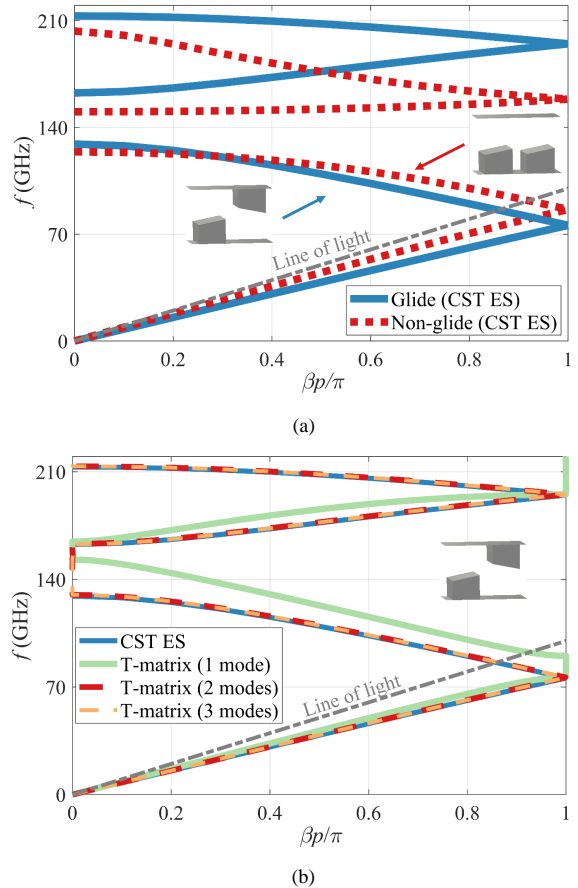 210
140
70
0
f (GHz)
Line of light
Glide (CST ES)
Non-glide (CST ES)
0 0.2 0.4 0.6 0.8 1
βp/π
(a)
210
140
70
0
f (GHz)
CST ES
T-matrix (1 mode)
T-matrix (2 modes)
T-matrix (3 modes)
Line of light
0 0.2 0.4 0.6 0.8 1
βp/π
(b)